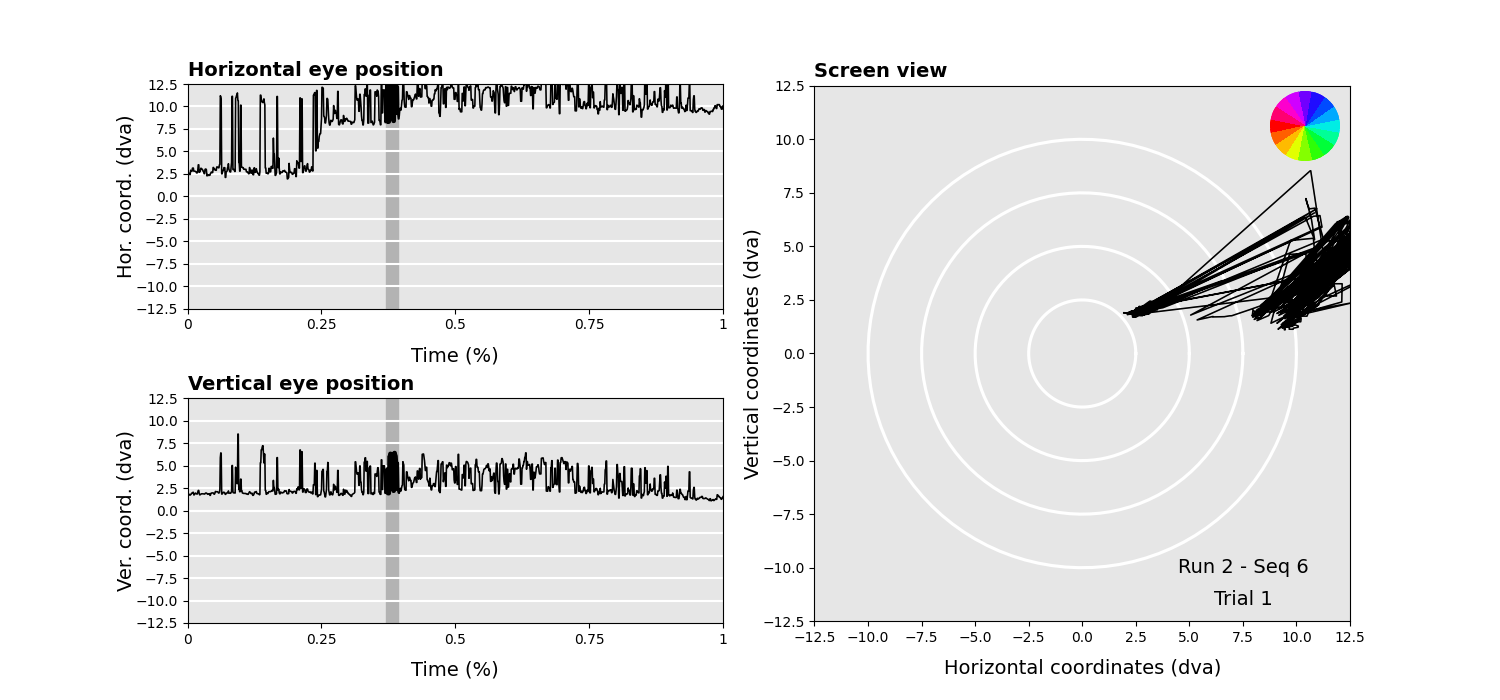 Horizontal eye position
Hor. coord. (dva)
12.5
10.0
7.5
5.0
2.5
0.0
−2.5
−5.0
−7.5
−10.0
−12.5
0 0.25 0.5 0.75 1
Time (%)
Vertical eye position
Ver. coord. (dva)
12.5
10.0
7.5
5.0
2.5
0.0
−2.5
−5.0
−7.5
−10.0
−12.5
0 0.25 0.5 0.75 1
Time (%)
Screen view
Vertical coordinates (dva)
12.5
10.0
7.5
5.0
2.5
0.0
−2.5
−5.0
−7.5
−10.0
−12.5
Run 2 - Seq 6
Trial 1
−12.5 −10.0 −7.5 −5.0 −2.5 0.0 2.5 5.0 7.5 10.0 12.5
Horizontal coordinates (dva)